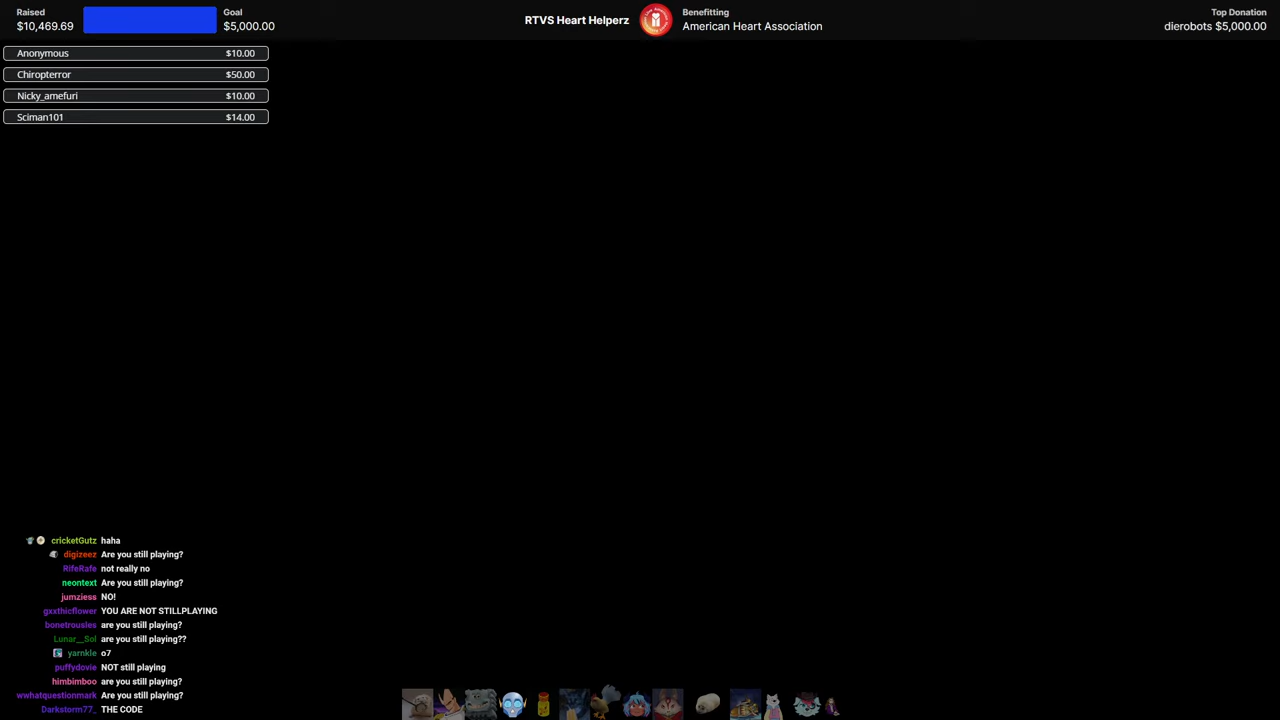 Raised
$10,469.69
Goal
$5,000.00
RTVS Heart Helperz
Benefitting
American Heart Association
Top Donation
dierobots $5,000.00
Anonymous $10.00
Chiropterror $50.00
Nicky_amefuri $10.00
Sciman101 $14.00
cricketGutz haha
digizeez Are you still playing?
RifeRafe not really no
neontext Are you still playing?
jumziess NO!
gxxthicflower YOU ARE NOT STILLPLAYING
bonetrousles are you still playing?
Lunar__Sol are you still playing??
yarnkle o7
puffydovie NOT still playing
himbimboo are you still playing?
wwhatquestionmark Are you still playing?
Darkstorm77_ THE CODE